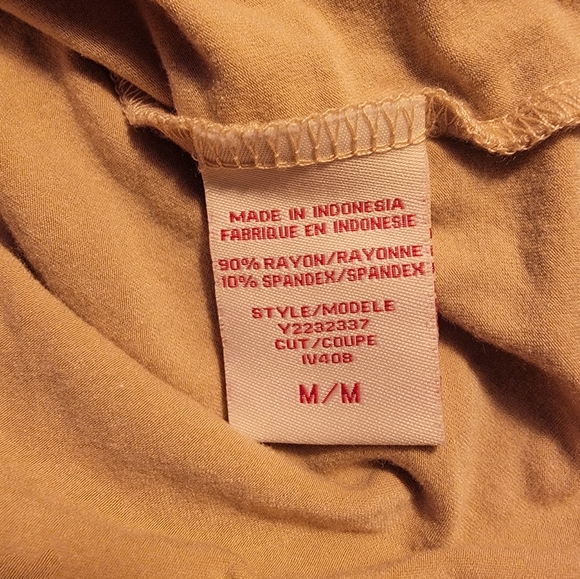 MADE IN INDONESIA
FABRIQUE EN INDONESIE
90% RAYON/RAYONNE
10% SPANDEX/SPANDEX
STYLE/MODELE
Y2232337
CUT/COUPE
IV408
M/M